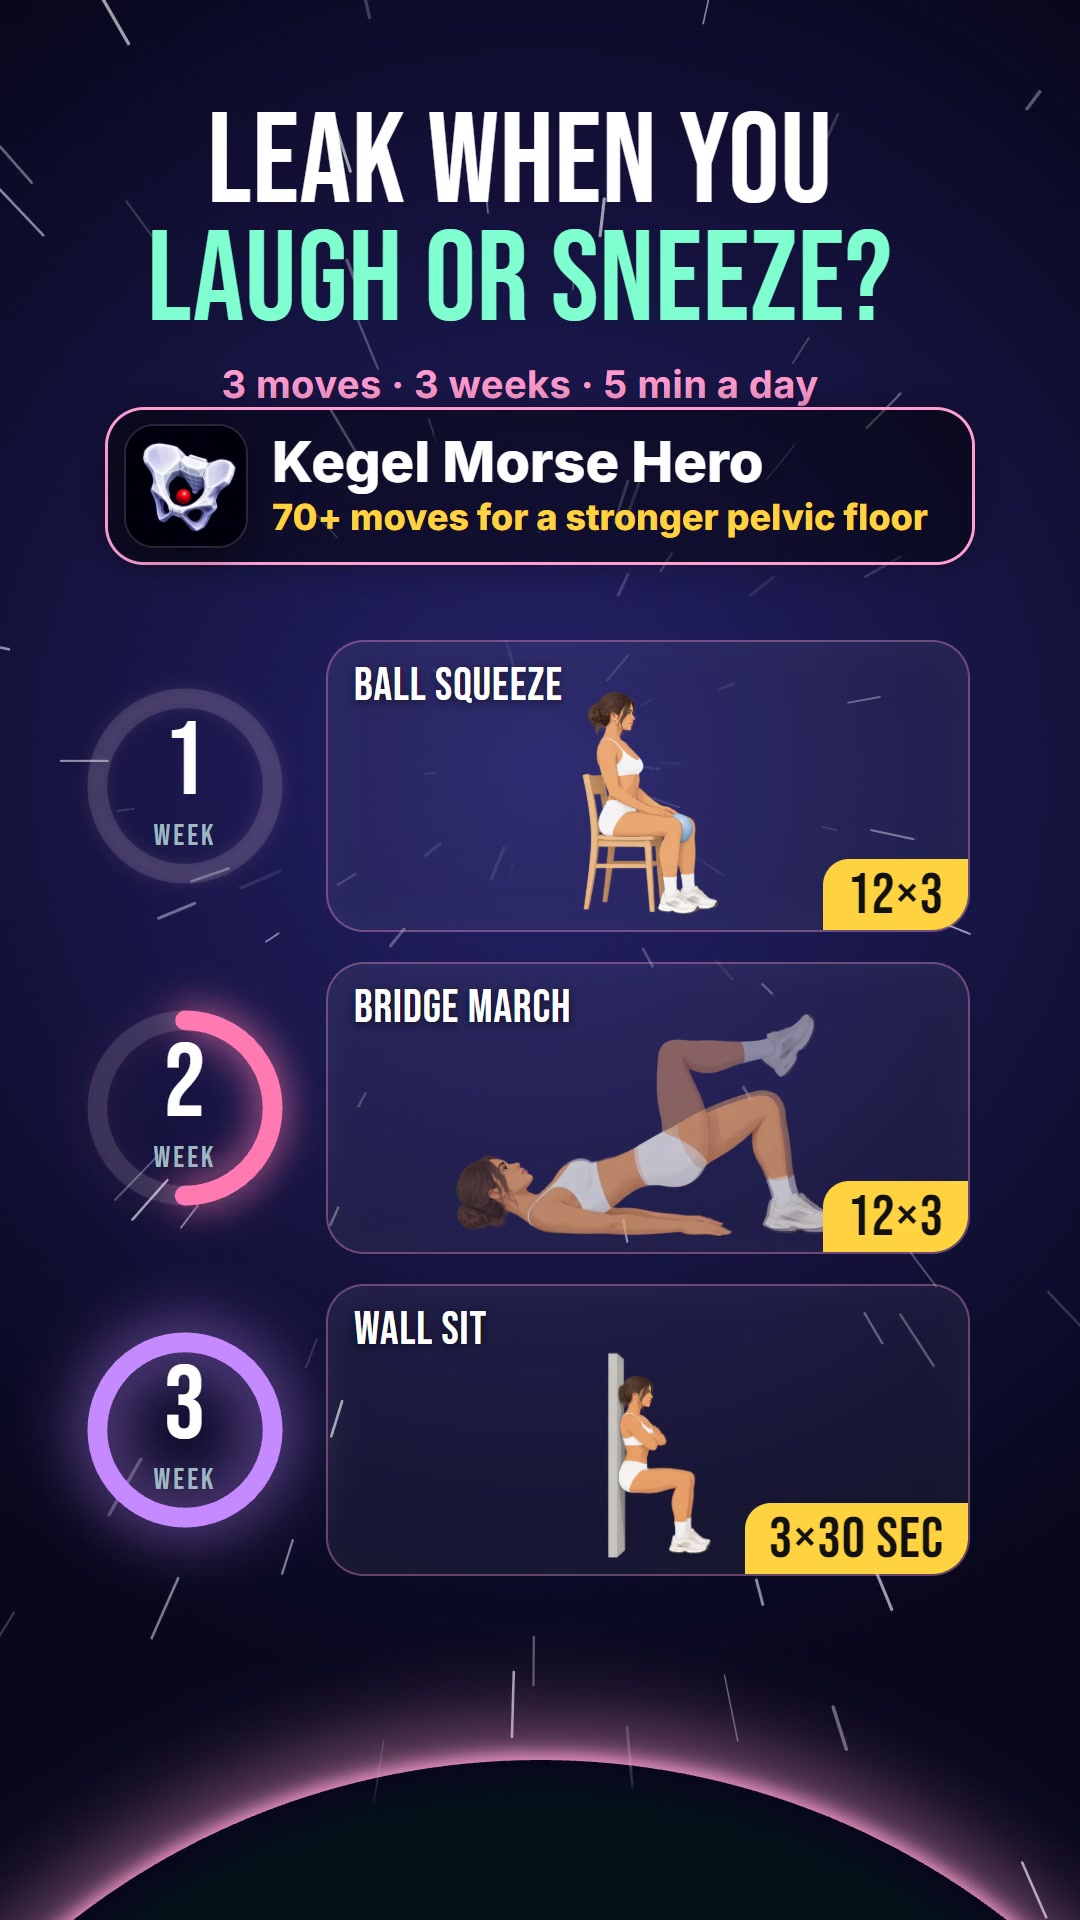 LEAK WHEN YOU
LAUGH OR SNEEZE?
3 moves · 3 weeks · 5 min a day
Kegel Morse Hero
70+ moves for a stronger pelvic floor
1
WEEK
BALL SQUEEZE
12×3
2
WEEK
BRIDGE MARCH
12×3
3
WEEK
WALL SIT
3×30 SEC